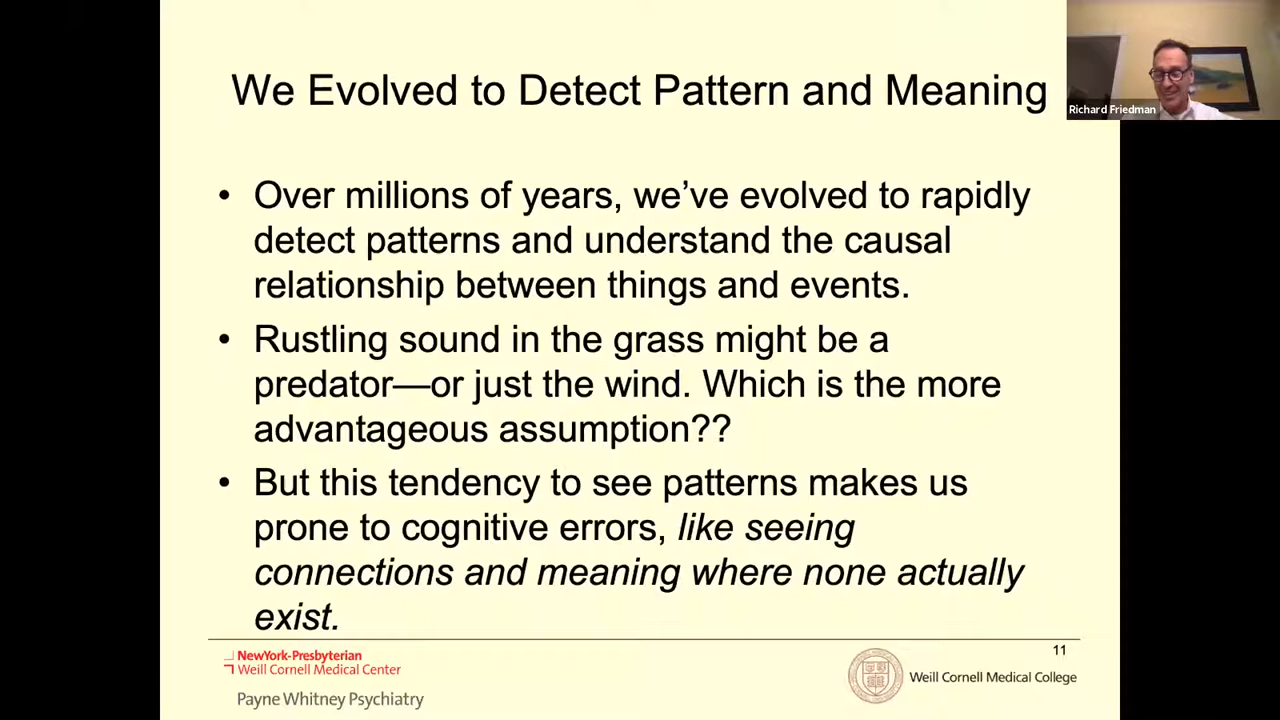 We Evolved to Detect Pattern and Meaning
Richard Friedman
• Over millions of years, we’ve evolved to rapidly
detect patterns and understand the causal
relationship between things and events.
• Rustling sound in the grass might be a
predator—or just the wind. Which is the more
advantageous assumption??
• But this tendency to see patterns makes us
prone to cognitive errors, like seeing
connections and meaning where none actually
exist.
11
NewYork-Presbyterian
Weill Cornell Medical Center
Weill Cornell Medical College
Payne Whitney Psychiatry